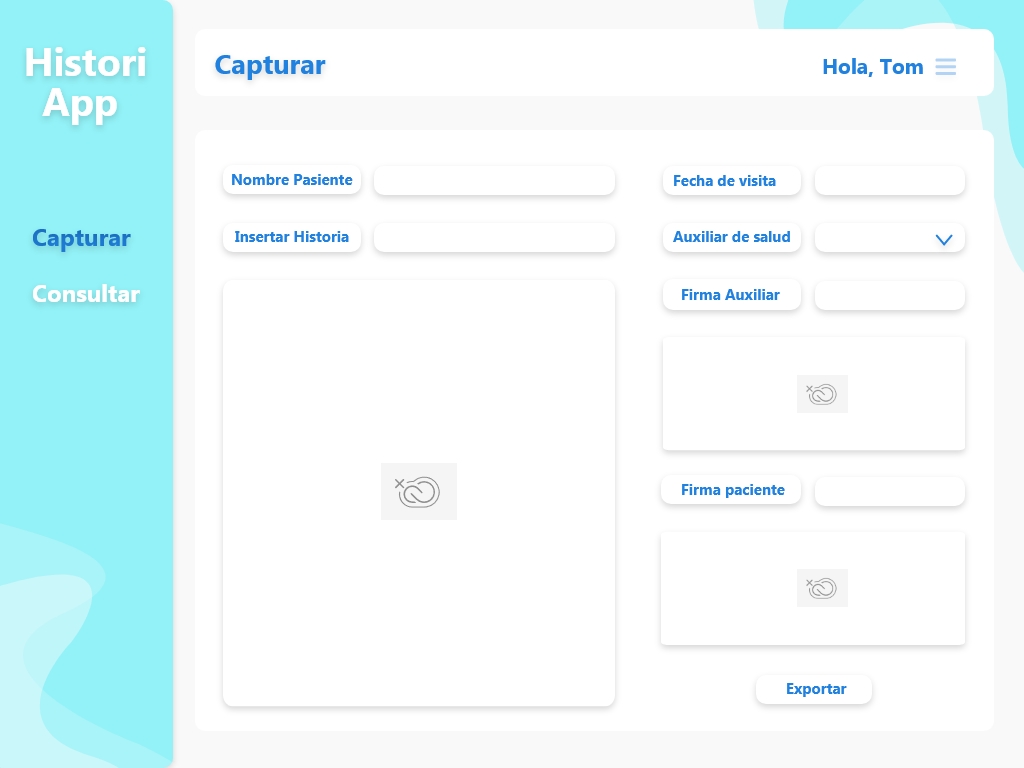 Histori
App
Capturar
Consultar
Capturar
Hola, Tom
Nombre Pasiente
Insertar Historia
Fecha de visita
Auxiliar de salud
Firma Auxiliar
Firma paciente
Exportar